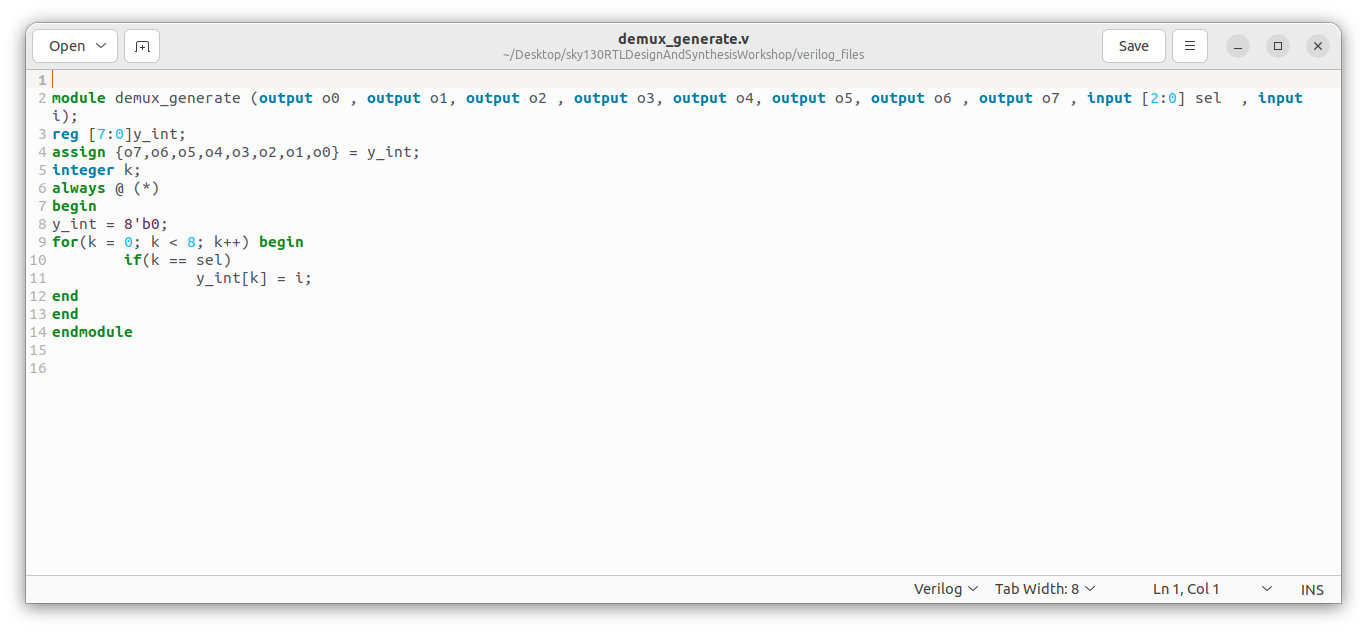 Open
demux_generate.v
~/Desktop/sky130RTLDesignAndSynthesisWorkshop/verilog_files
Save
1
2 module demux_generate (output o0 , output o1, output o2 , output o3, output o4, output o5, output o6 , output o7 , input [2:0] sel  , input
i);
3 reg [7:0]y_int;
4 assign {o7,o6,o5,o4,o3,o2,o1,o0} = y_int;
5 integer k;
6 always @ (*)
7 begin
8 y_int = 8'b0;
9 for(k = 0; k < 8; k++) begin
10         if(k == sel)
11                 y_int[k] = i;
12 end
13 end
14 endmodule
15
16
Verilog Tab Width: 8 Ln 1, Col 1 INS